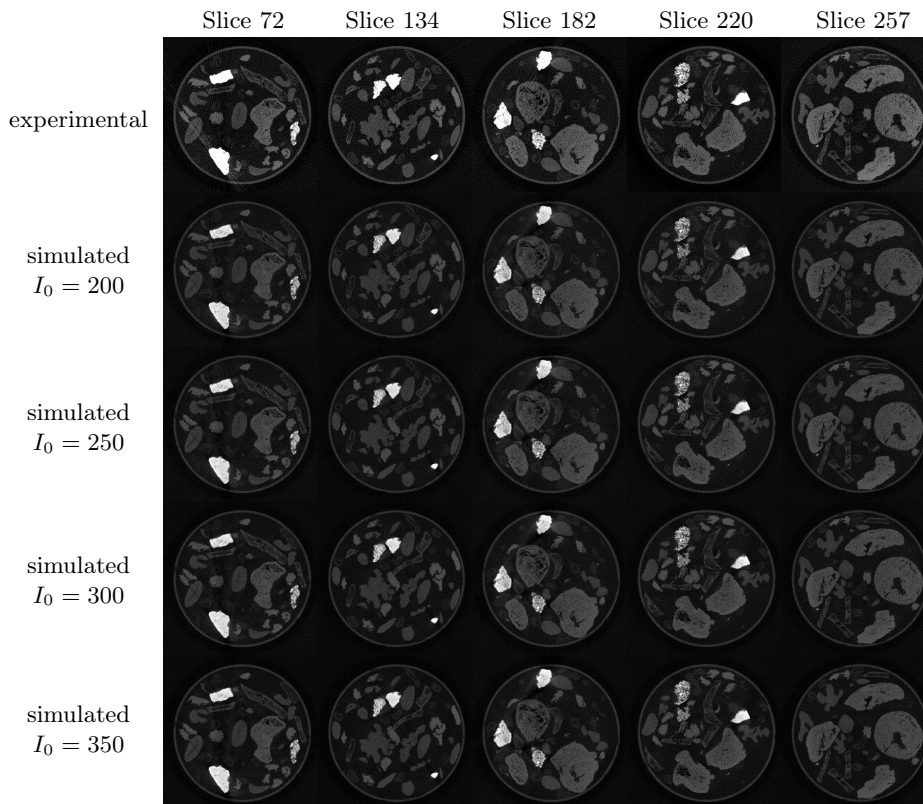 Slice 72 Slice 134 Slice 182 Slice 220 Slice 257
experimental
simulated
I₀ = 200
simulated
I₀ = 250
simulated
I₀ = 300
simulated
I₀ = 350